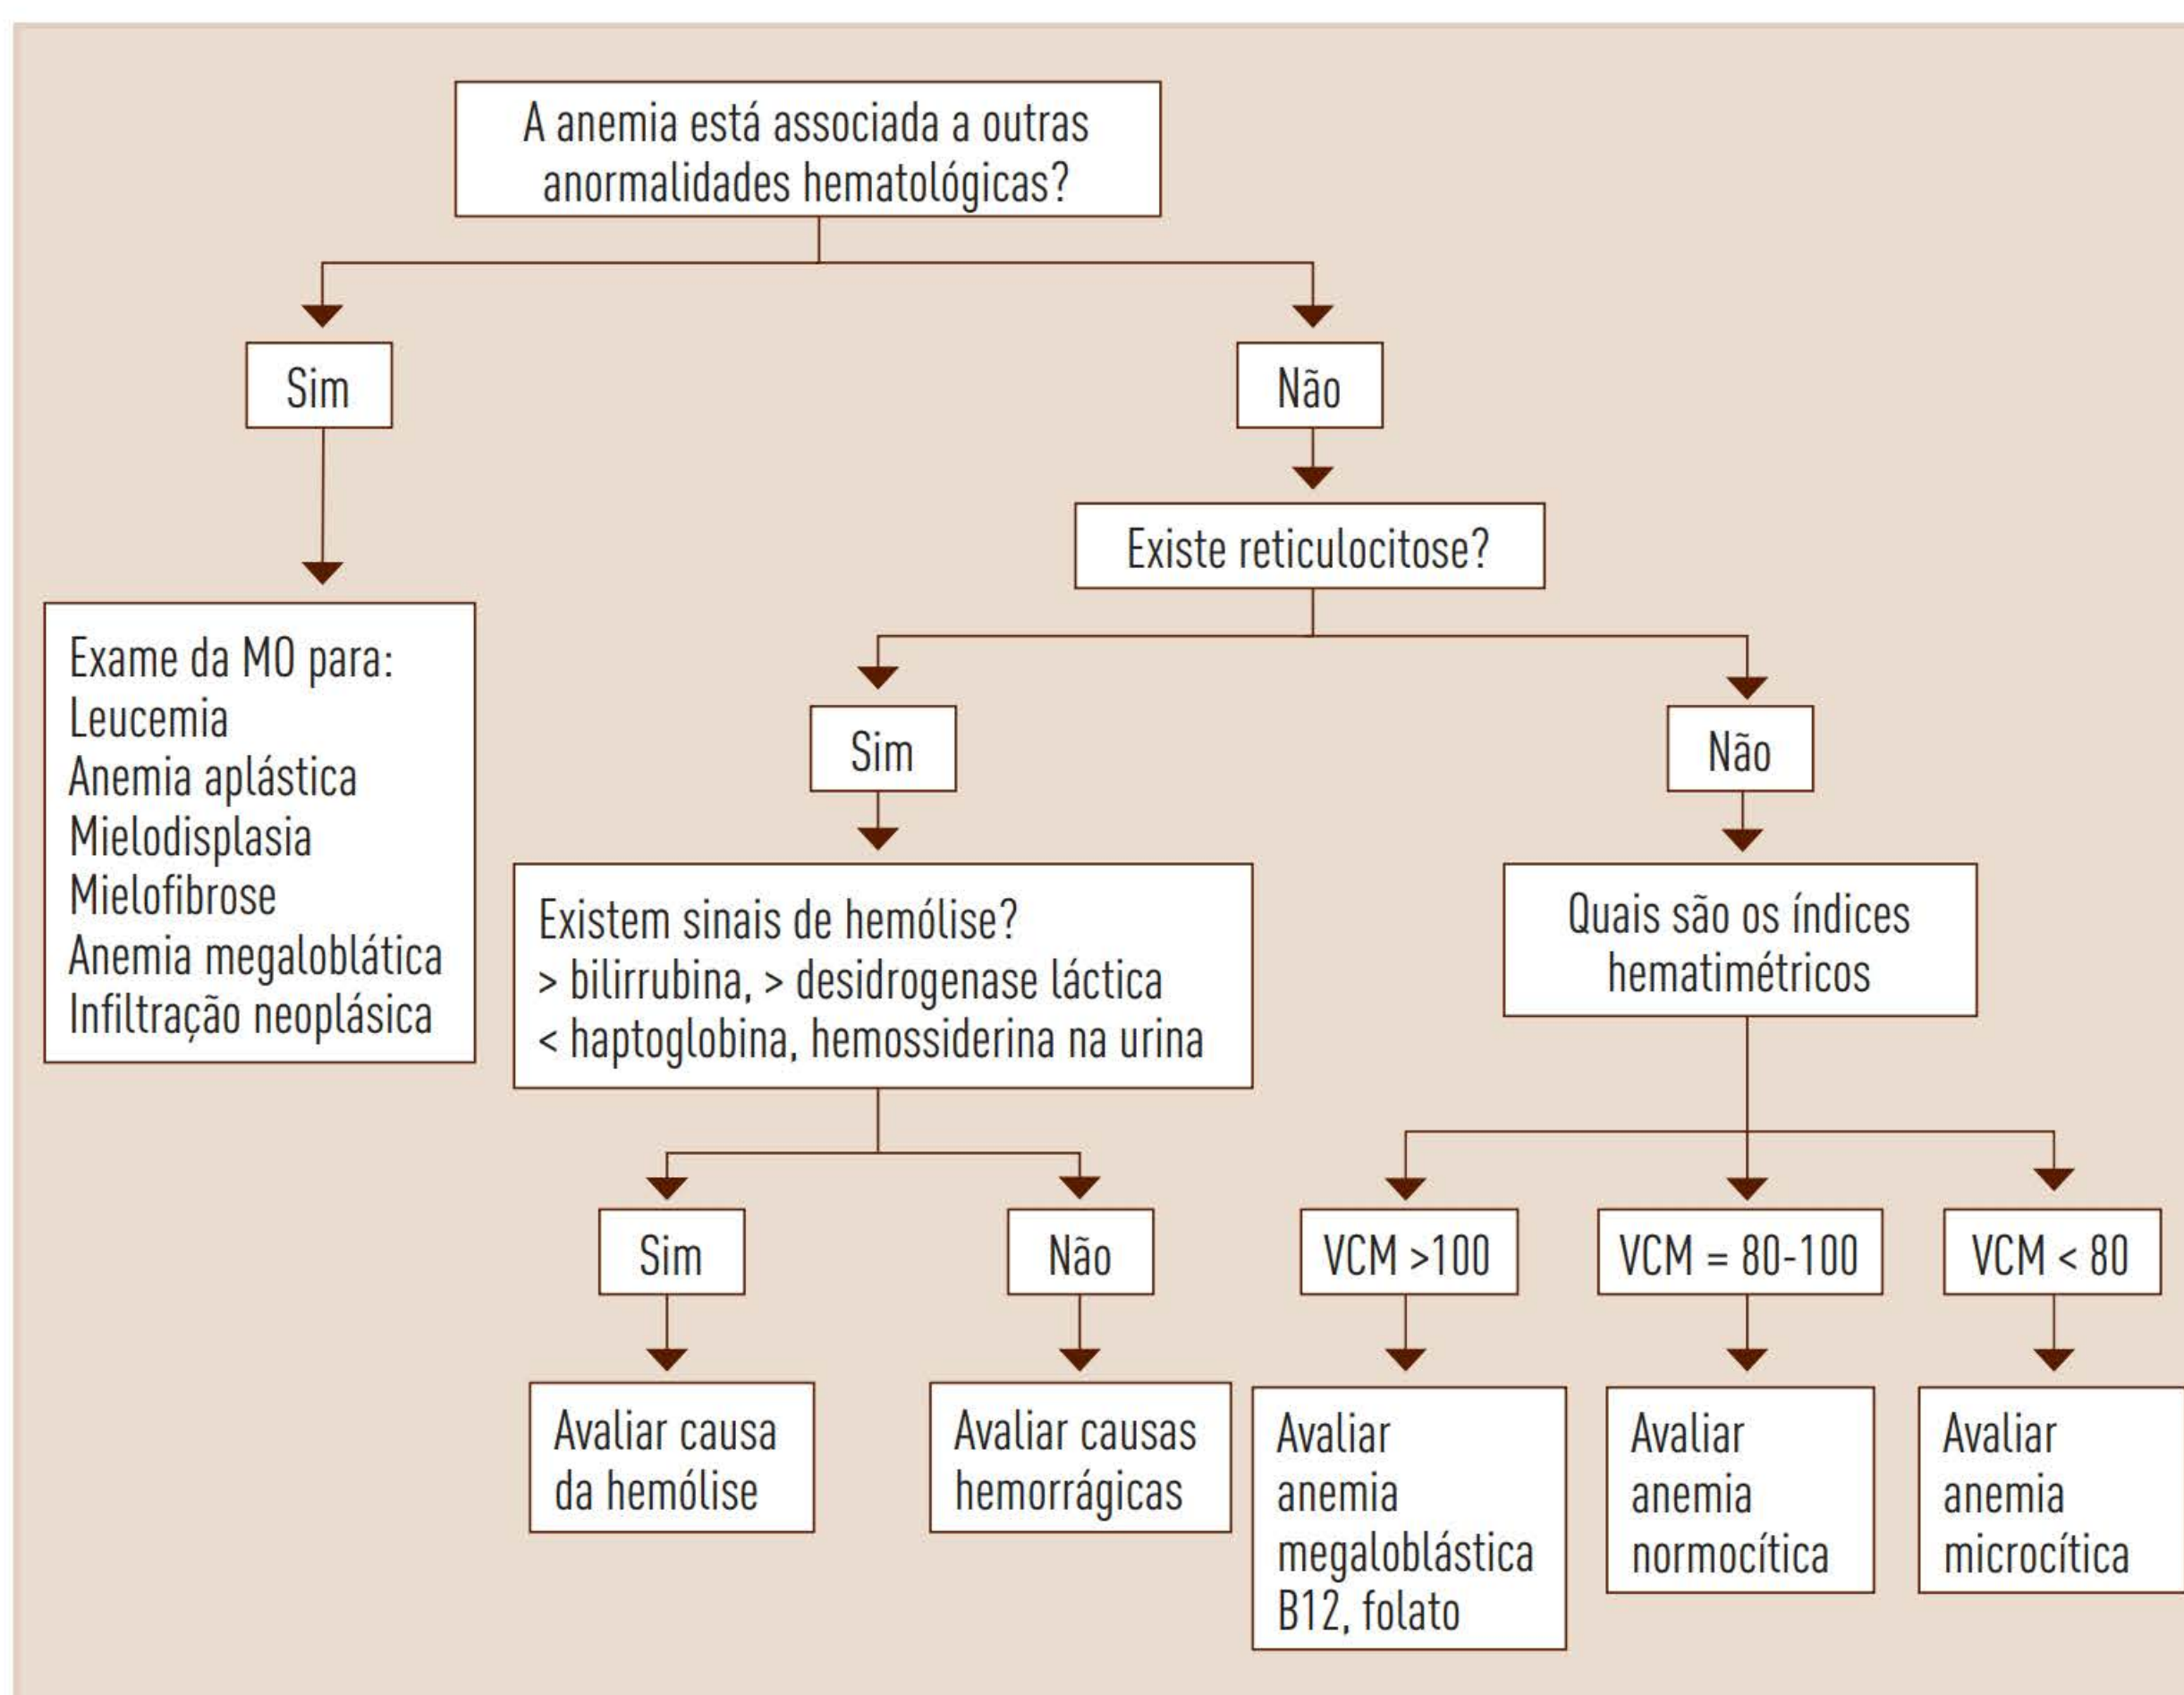 A anemia está associada a outras
anormalidades hematológicas?
Sim
Não
Existe reticulocitose?
Exame da MO para:
Leucemia
Anemia aplástica
Mielodisplasia
Mielofibrose
Anemia megaloblática
Infiltração neoplásica
Sim
Não
Existem sinais de hemólise?
> bilirrubina, > desidrogenase láctica
< haptoglobina, hemossiderina na urina
Quais são os índices
hematimétricos
Sim
Não
VCM >100
VCM = 80-100
VCM < 80
Avaliar causa
da hemólise
Avaliar causas
hemorrágicas
Avaliar
anemia
megaloblástica
B12, folato
Avaliar
anemia
normocítica
Avaliar
anemia
microcítica